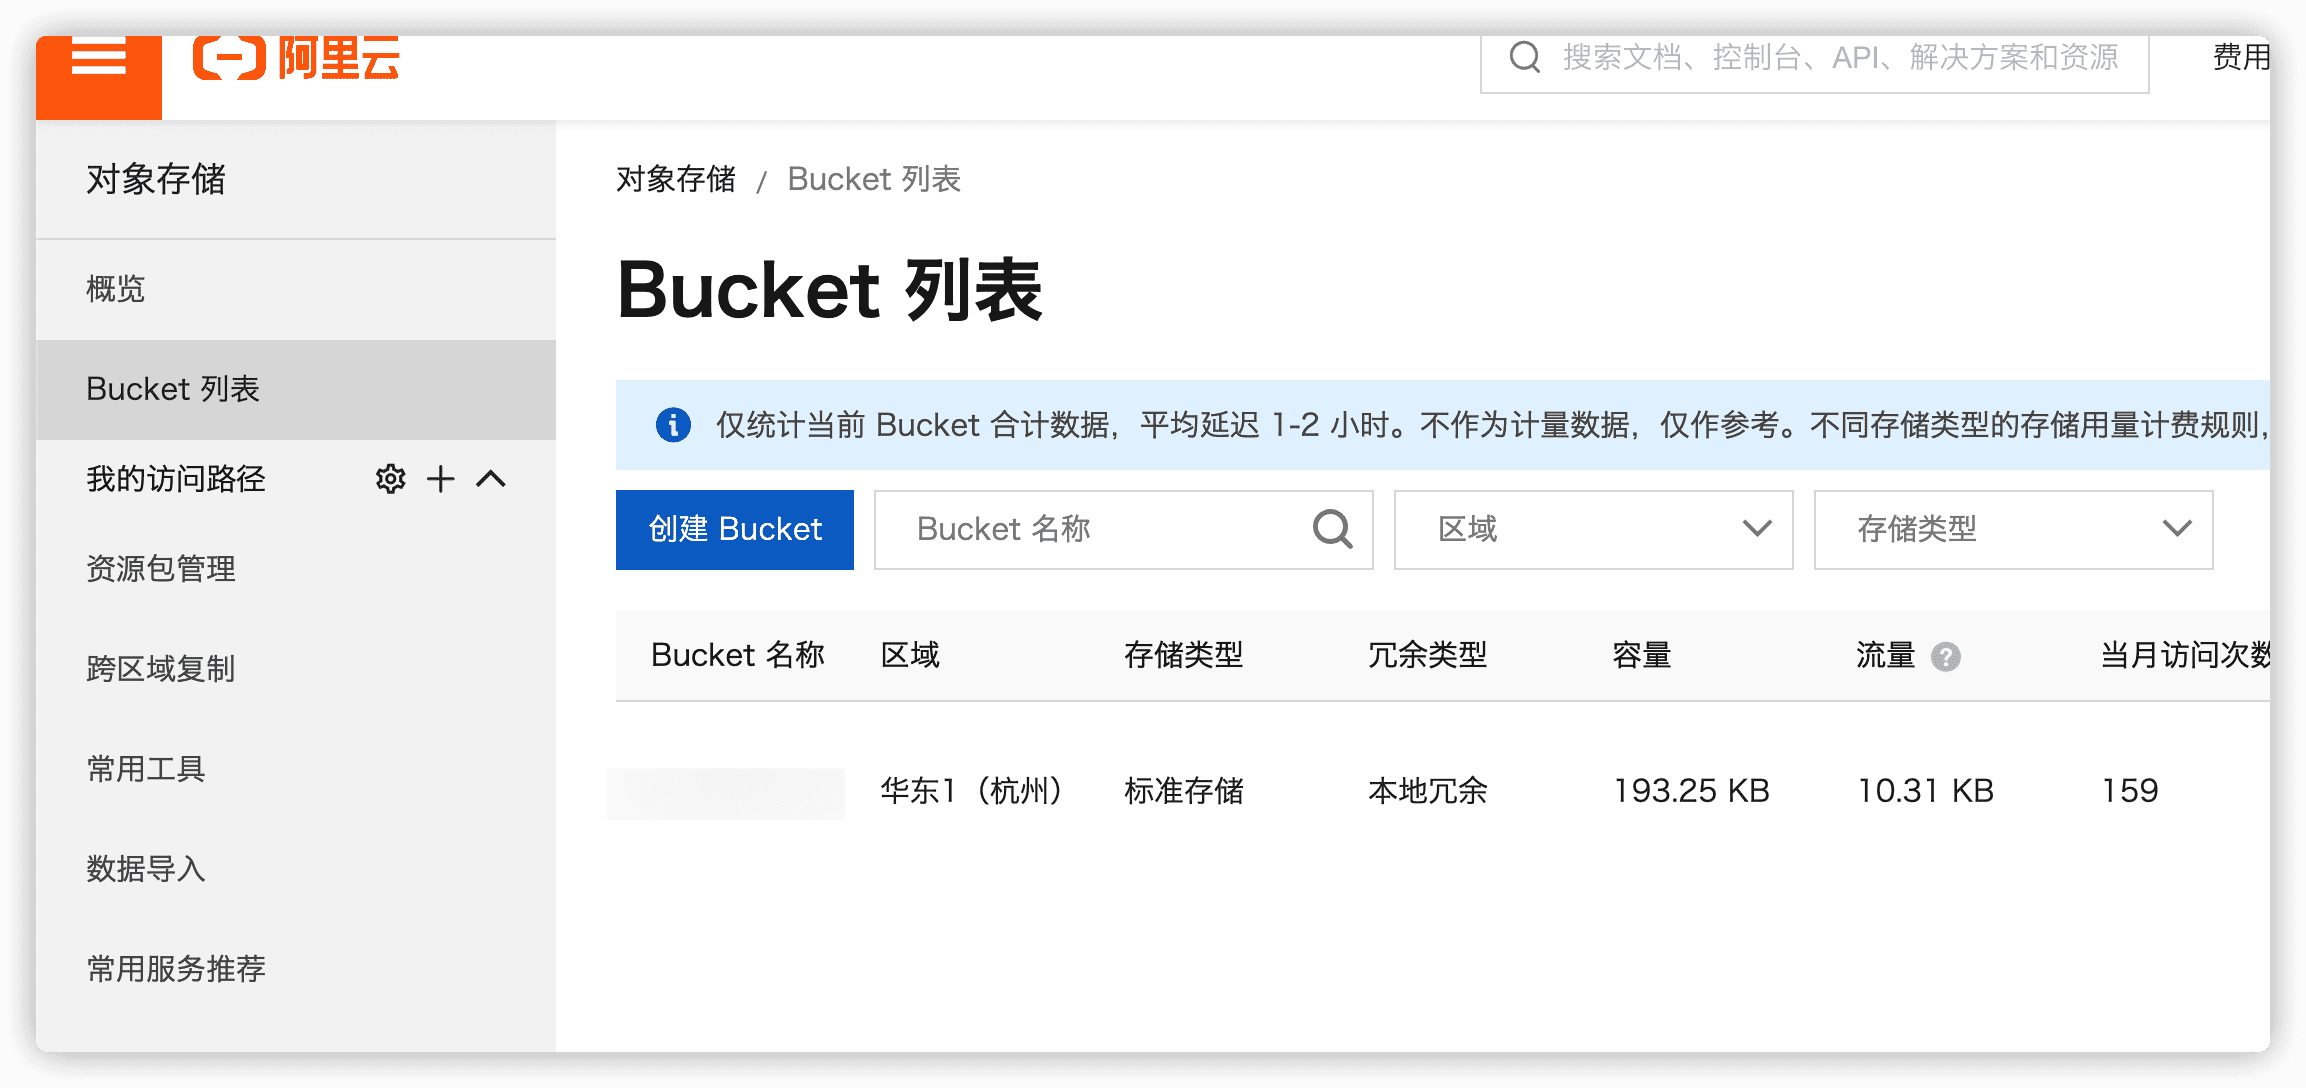 阿里云
搜索文档、控制台、API、解决方案和资源
费用
对象存储
概览
Bucket 列表
我的访问路径
资源包管理
跨区域复制
常用工具
数据导入
常用服务推荐
对象存储 / Bucket 列表
Bucket 列表
仅统计当前 Bucket 合计数据，平均延迟 1-2 小时。不作为计量数据，仅作参考。不同存储类型的存储用量计费规则，
创建 Bucket
Bucket 名称
区域
存储类型
Bucket 名称 区域 存储类型 冗余类型 容量 流量 ? 当月访问次数
华东1（杭州） 标准存储 本地冗余 193.25 KB 10.31 KB 159